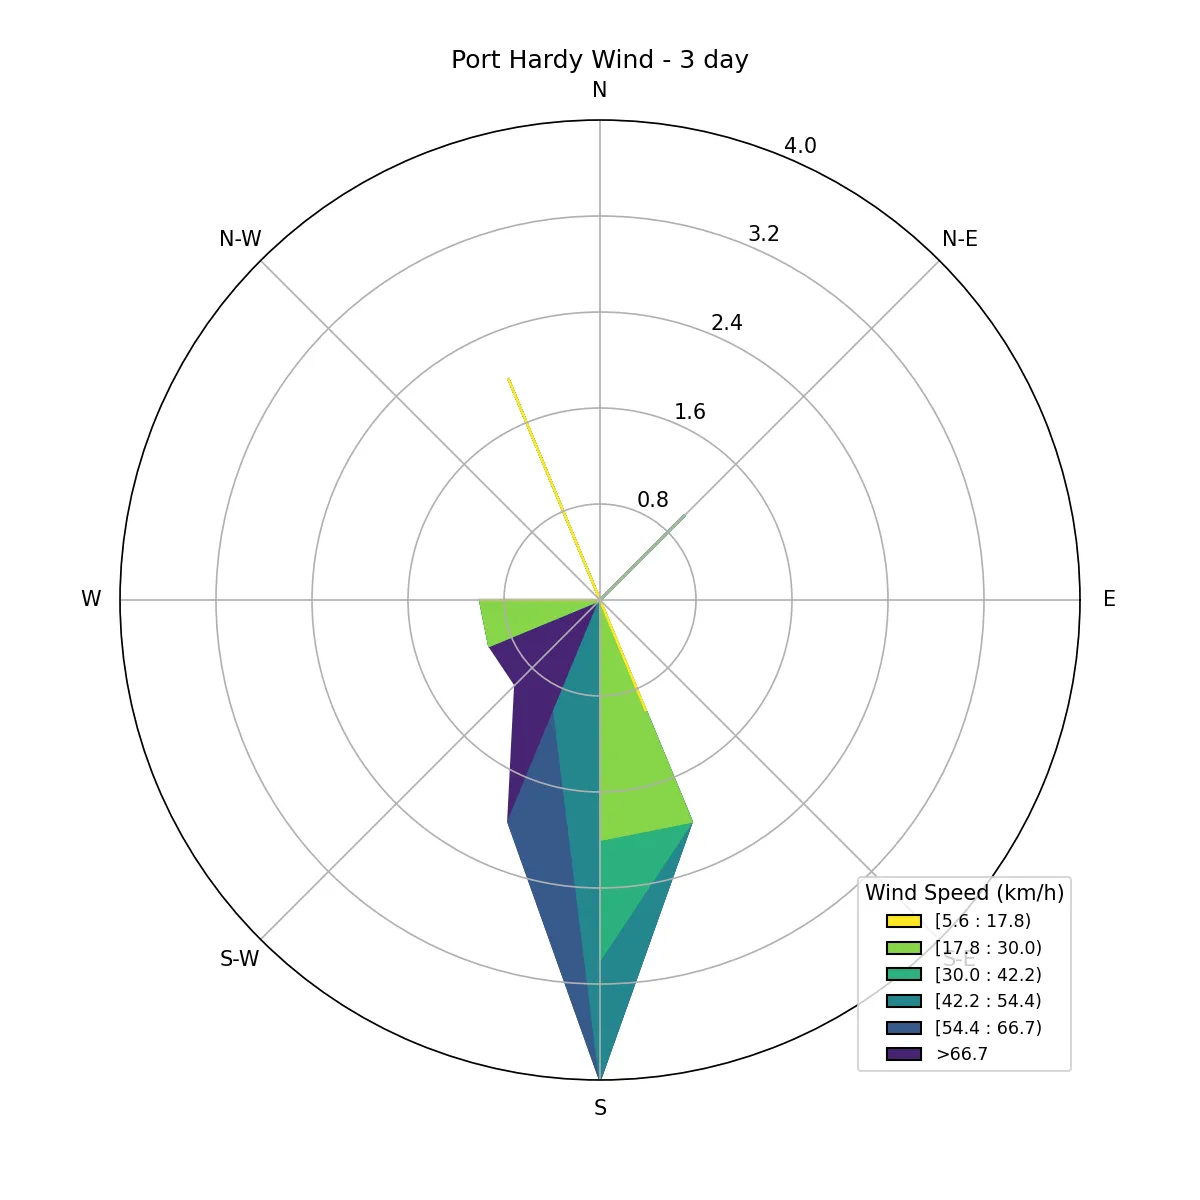 Port Hardy Wind - 3 day
N
4.0
N-W
3.2
N-E
2.4
1.6
0.8
W
E
Wind Speed (km/h)
[5.6 : 17.8)
[17.8 : 30.0)
S-W
S-E
[30.0 : 42.2)
[42.2 : 54.4)
[54.4 : 66.7)
>66.7
S